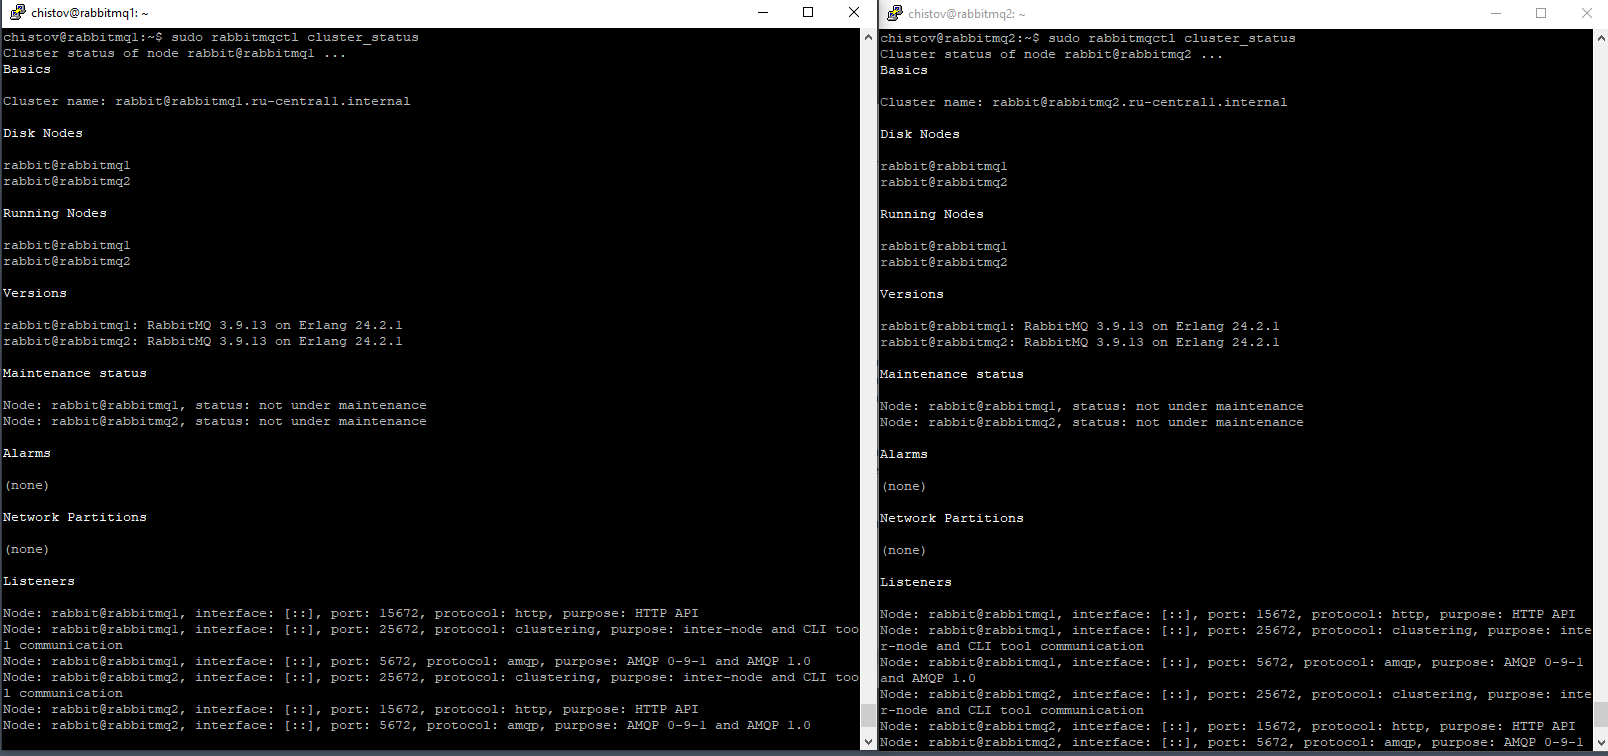 chistov@rabbitmq1: ~
chistov@rabbitmq1:~$ sudo rabbitmqctl cluster_status
Cluster status of node rabbit@rabbitmq1 ...
Basics
Cluster name: rabbit@rabbitmq1.ru-central1.internal
Disk Nodes
rabbit@rabbitmq1
rabbit@rabbitmq2
Running Nodes
rabbit@rabbitmq1
rabbit@rabbitmq2
Versions
rabbit@rabbitmq1: RabbitMQ 3.9.13 on Erlang 24.2.1
rabbit@rabbitmq2: RabbitMQ 3.9.13 on Erlang 24.2.1
Maintenance status
Node: rabbit@rabbitmq1, status: not under maintenance
Node: rabbit@rabbitmq2, status: not under maintenance
Alarms
(none)
Network Partitions
(none)
Listeners
Node: rabbit@rabbitmq1, interface: [::], port: 15672, protocol: http, purpose: HTTP API
Node: rabbit@rabbitmq1, interface: [::], port: 25672, protocol: clustering, purpose: inter-node and CLI too
l communication
Node: rabbit@rabbitmq1, interface: [::], port: 5672, protocol: amqp, purpose: AMQP 0-9-1 and AMQP 1.0
Node: rabbit@rabbitmq2, interface: [::], port: 25672, protocol: clustering, purpose: inter-node and CLI too
l communication
Node: rabbit@rabbitmq2, interface: [::], port: 15672, protocol: http, purpose: HTTP API
Node: rabbit@rabbitmq2, interface: [::], port: 5672, protocol: amqp, purpose: AMQP 0-9-1 and AMQP 1.0
chistov@rabbitmq2: ~
chistov@rabbitmq2:~$ sudo rabbitmqctl cluster_status
Cluster status of node rabbit@rabbitmq2 ...
Basics
Cluster name: rabbit@rabbitmq2.ru-central1.internal
Disk Nodes
rabbit@rabbitmq1
rabbit@rabbitmq2
Running Nodes
rabbit@rabbitmq1
rabbit@rabbitmq2
Versions
rabbit@rabbitmq1: RabbitMQ 3.9.13 on Erlang 24.2.1
rabbit@rabbitmq2: RabbitMQ 3.9.13 on Erlang 24.2.1
Maintenance status
Node: rabbit@rabbitmq1, status: not under maintenance
Node: rabbit@rabbitmq2, status: not under maintenance
Alarms
(none)
Network Partitions
(none)
Listeners
Node: rabbit@rabbitmq1, interface: [::], port: 15672, protocol: http, purpose: HTTP API
Node: rabbit@rabbitmq1, interface: [::], port: 25672, protocol: clustering, purpose: inte
r-node and CLI tool communication
Node: rabbit@rabbitmq1, interface: [::], port: 5672, protocol: amqp, purpose: AMQP 0-9-1
and AMQP 1.0
Node: rabbit@rabbitmq2, interface: [::], port: 25672, protocol: clustering, purpose: inte
r-node and CLI tool communication
Node: rabbit@rabbitmq2, interface: [::], port: 15672, protocol: http, purpose: HTTP API
Node: rabbit@rabbitmq2, interface: [::], port: 5672, protocol: amqp, purpose: AMQP 0-9-1